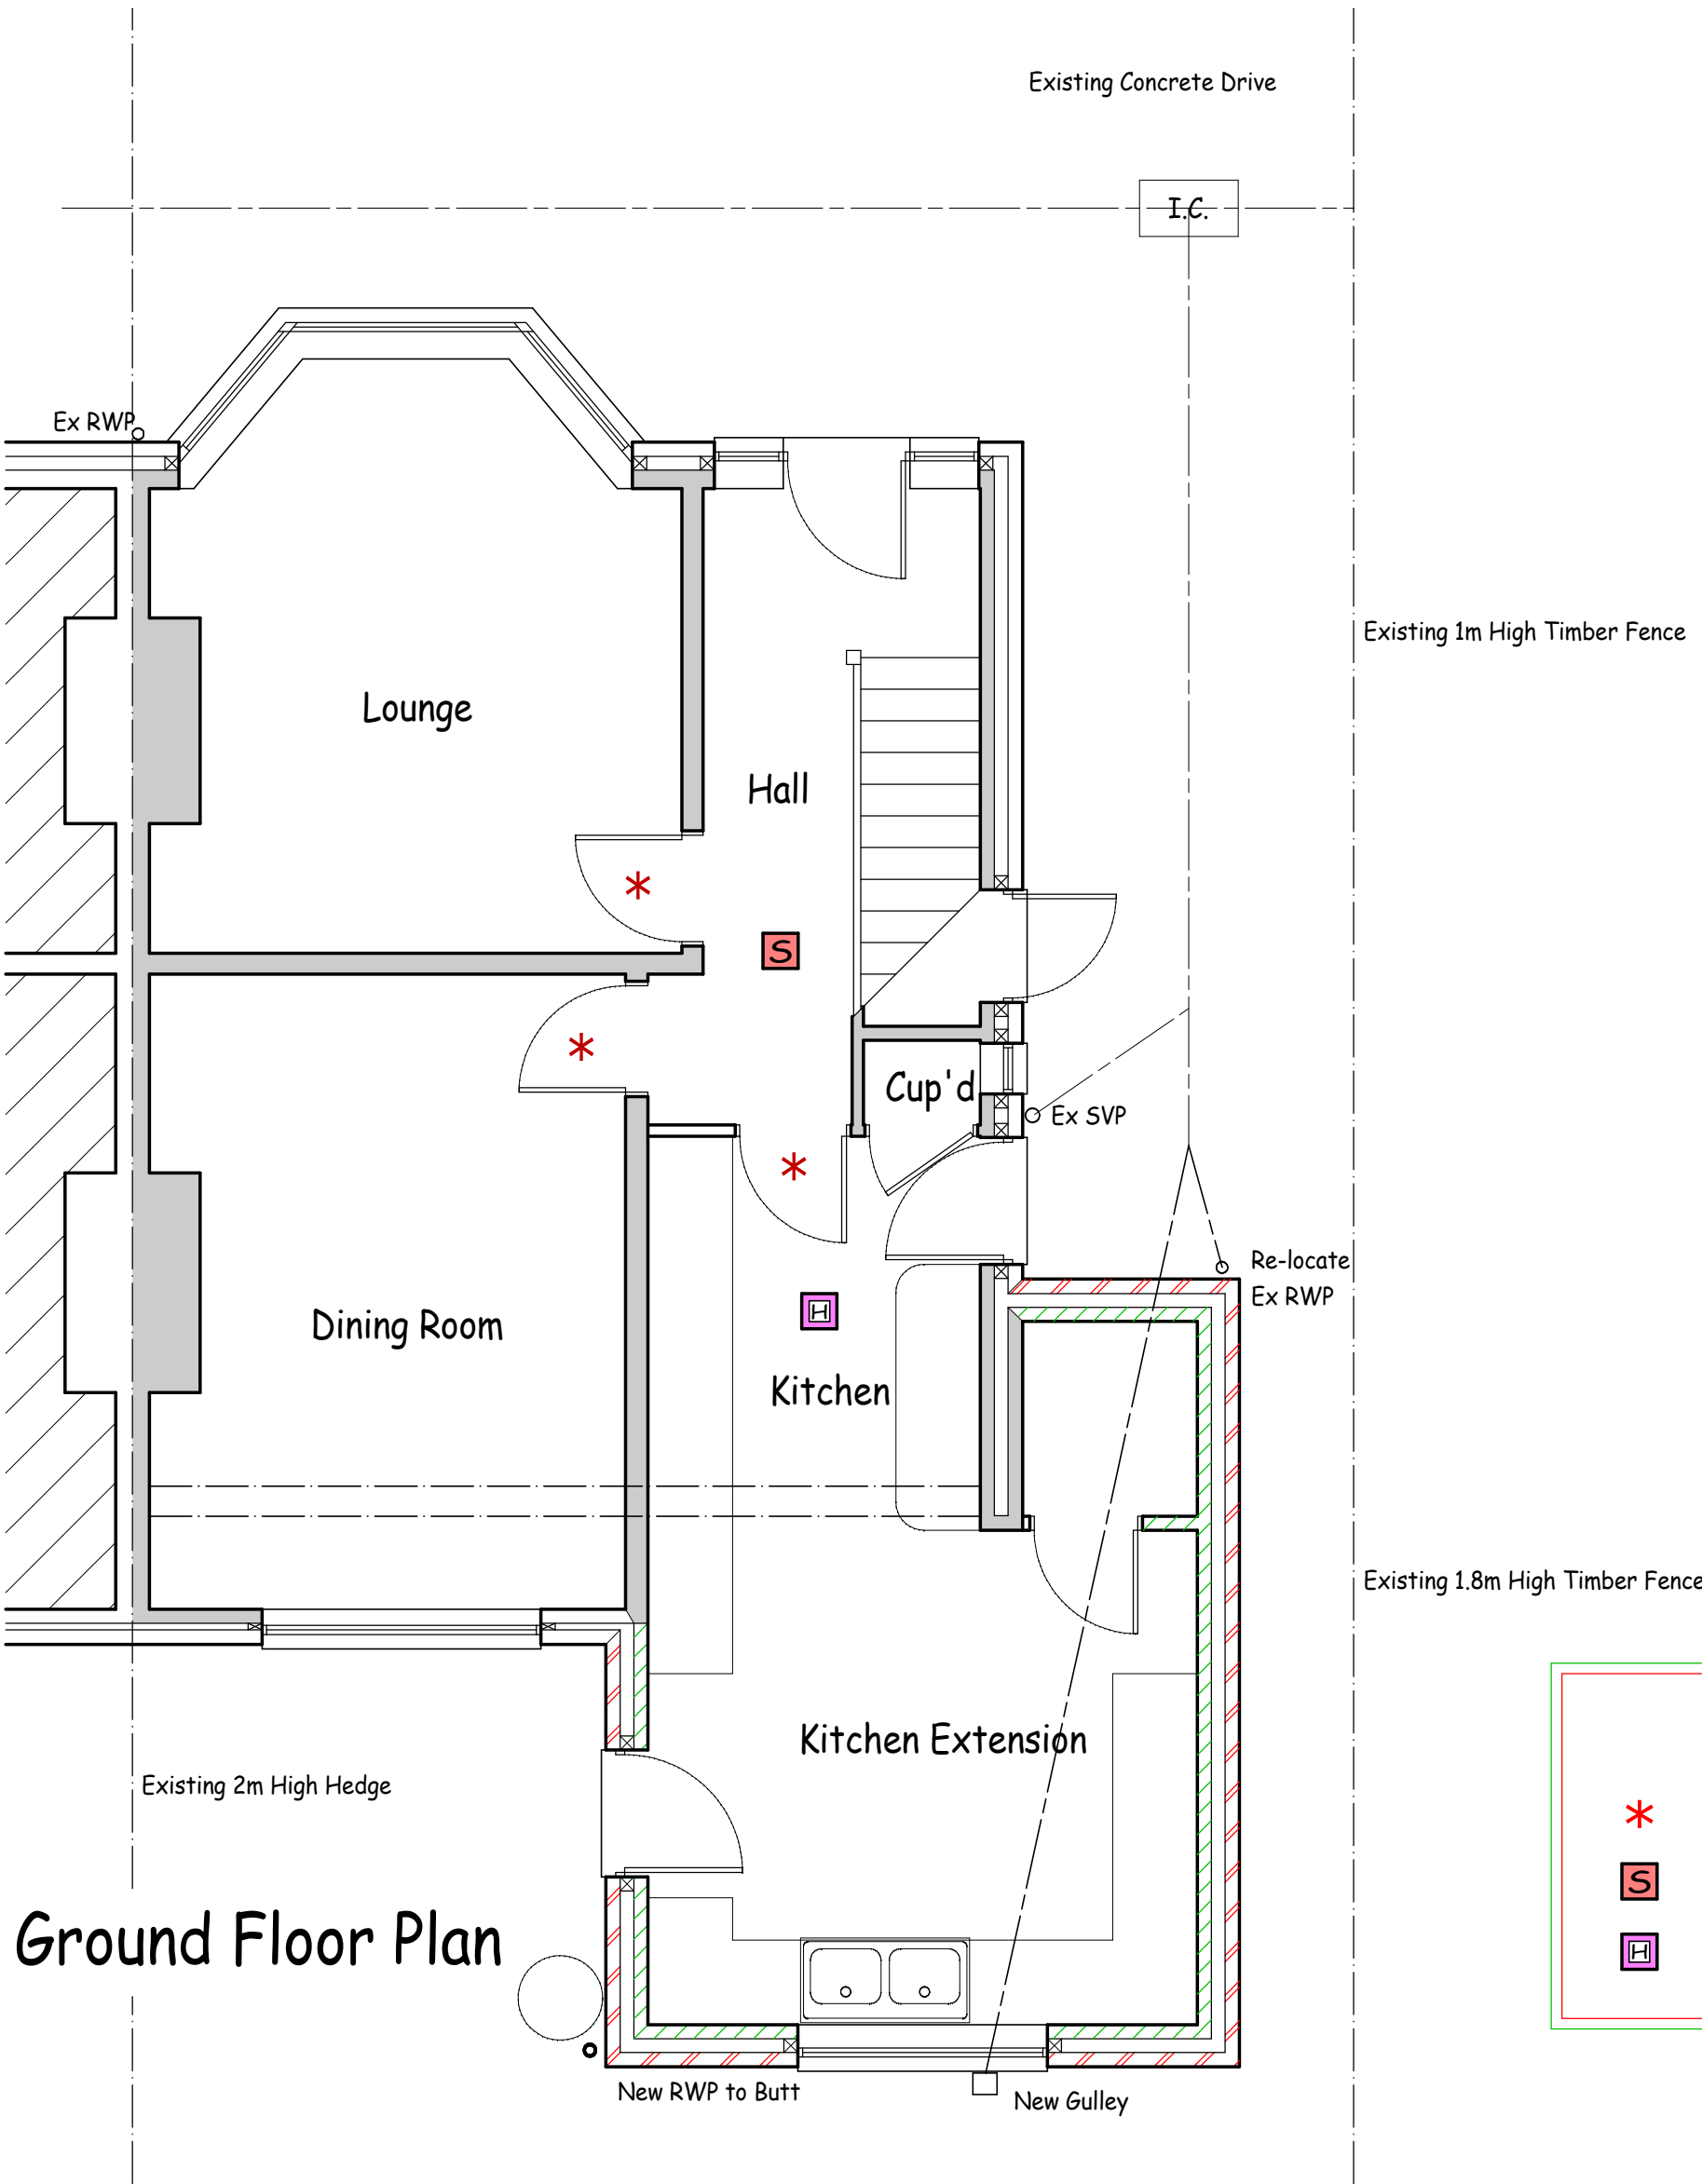 Existing Concrete Drive
I.C.
Ex RWP
Existing 1m High Timber Fence
Lounge
Hall
*
S
*
Cup'd
Ex SVP
*
Re-locate
Ex RWP
H
Dining Room
Kitchen
Existing 1.8m High Timber Fence
Kitchen Extension
Existing 2m High Hedge
*
S
Ground Floor Plan
H
New RWP to Butt
New Gulley